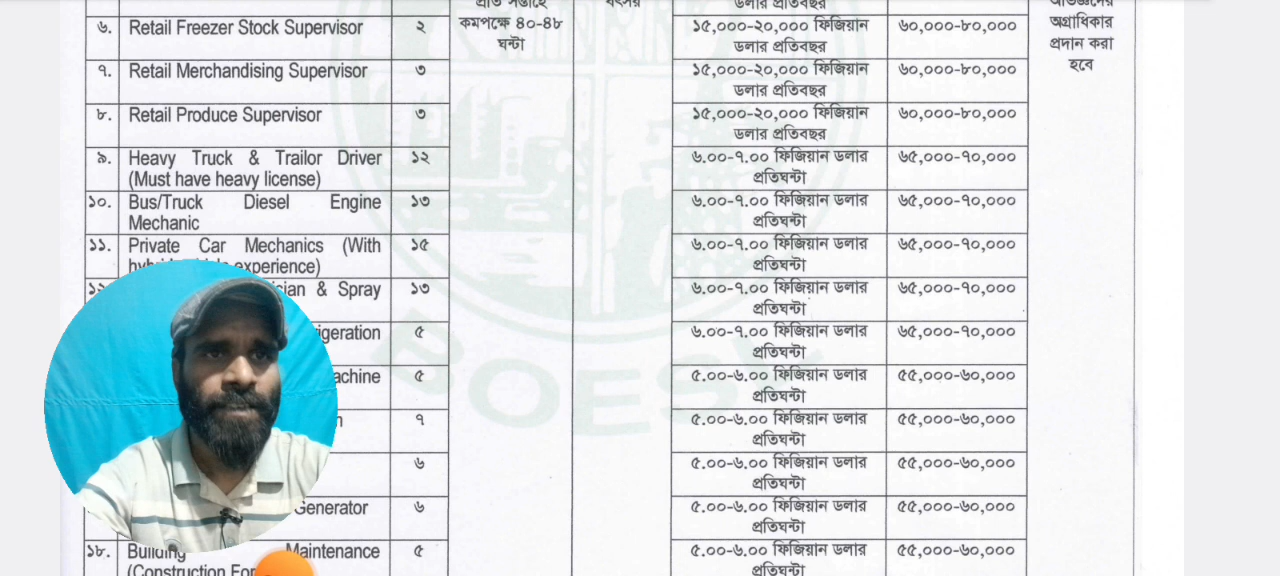 প্রতি সপ্তাহে
বৎসর
ডলার প্রতিবছর
অভিজ্ঞদের
৬. Retail Freezer Stock Supervisor ২ কমপক্ষে ৪০-৪৮ ১৫,০০০-২০,০০০ ফিজিয়ান ৬০,০০০-৮০,০০০ অগ্রাধিকার
ঘন্টা ডলার প্রতিবছর প্রদান করা
৭. Retail Merchandising Supervisor ৩ ১৫,০০০-২০,০০০ ফিজিয়ান ৬০,০০০-৮০,০০০ হবে
ডলার প্রতিবছর
৮. Retail Produce Supervisor ৩ ১৫,০০০-২০,০০০ ফিজিয়ান ৬০,০০০-৮০,০০০
ডলার প্রতিবছর
৯. Heavy Truck & Trailor Driver ১২ ৬.০০-৭.০০ ফিজিয়ান ডলার ৬৫,০০০-৭০,০০০
(Must have heavy license) প্রতিঘন্টা
১০. Bus/Truck Diesel Engine ১৩ ৬.০০-৭.০০ ফিজিয়ান ডলার ৬৫,০০০-৭০,০০০
Mechanic প্রতিঘন্টা
১১. Private Car Mechanics (With ১৫ ৬.০০-৭.০০ ফিজিয়ান ডলার ৬৫,০০০-৭০,০০০
experience) প্রতিঘন্টা
& Spray ১৩ ৬.০০-৭.০০ ফিজিয়ান ডলার ৬৫,০০০-৭০,০০০
প্রতিঘন্টা
৫ ৬.০০-৭.০০ ফিজিয়ান ডলার ৬৫,০০০-৭০,০০০
প্রতিঘন্টা
৫ ৫.০০-৬.০০ ফিজিয়ান ডলার ৫৫,০০০-৬০,০০০
প্রতিঘন্টা
৭ ৫.০০-৬.০০ ফিজিয়ান ডলার ৫৫,০০০-৬০,০০০
প্রতিঘন্টা
৬ ৫.০০-৬.০০ ফিজিয়ান ডলার ৫৫,০০০-৬০,০০০
প্রতিঘন্টা
Generator ৬ ৫.০০-৬.০০ ফিজিয়ান ডলার ৫৫,০০০-৬০,০০০
প্রতিঘন্টা
১৮. Building Maintenance ৫ ৫.০০-৬.০০ ফিজিয়ান ডলার ৫৫,০০০-৬০,০০০
(Construction প্রতিঘন্টা
BOESL